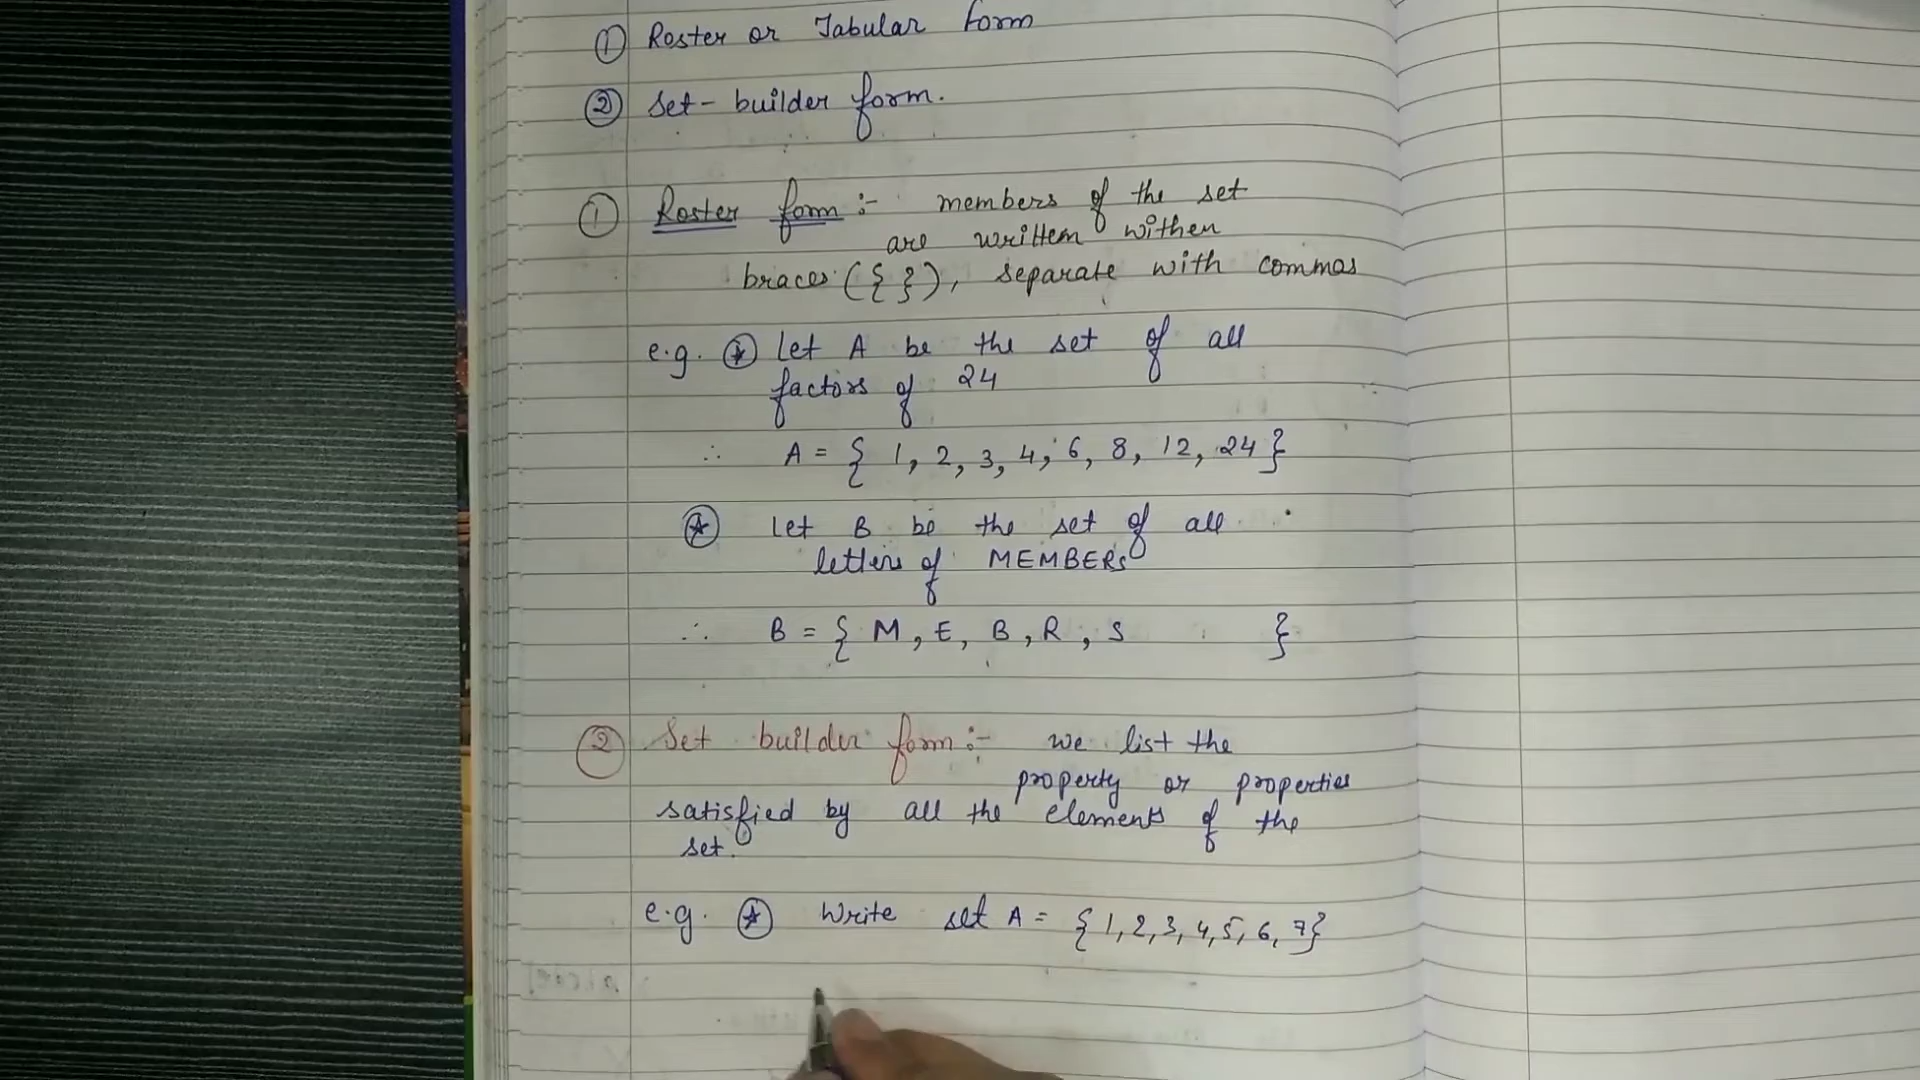 ① Roster or Tabular form
② Set-builder form.
① Roster form :- members of the set
are written withen
braces ({ }), separate with commas
e.g. ⍟ Let A be the set of all
factors of 24
∴ A = { 1, 2, 3, 4, 6, 8, 12, 24 }
⍟ Let B be the set of all
letters of MEMBERS
∴ B = { M, E, B, R, S }
② Set builder form :- we list the
property or properties
satisfied by all the elements of the
set.
e.g. ⍟ Write set A = { 1, 2, 3, 4, 5, 6, 7 }